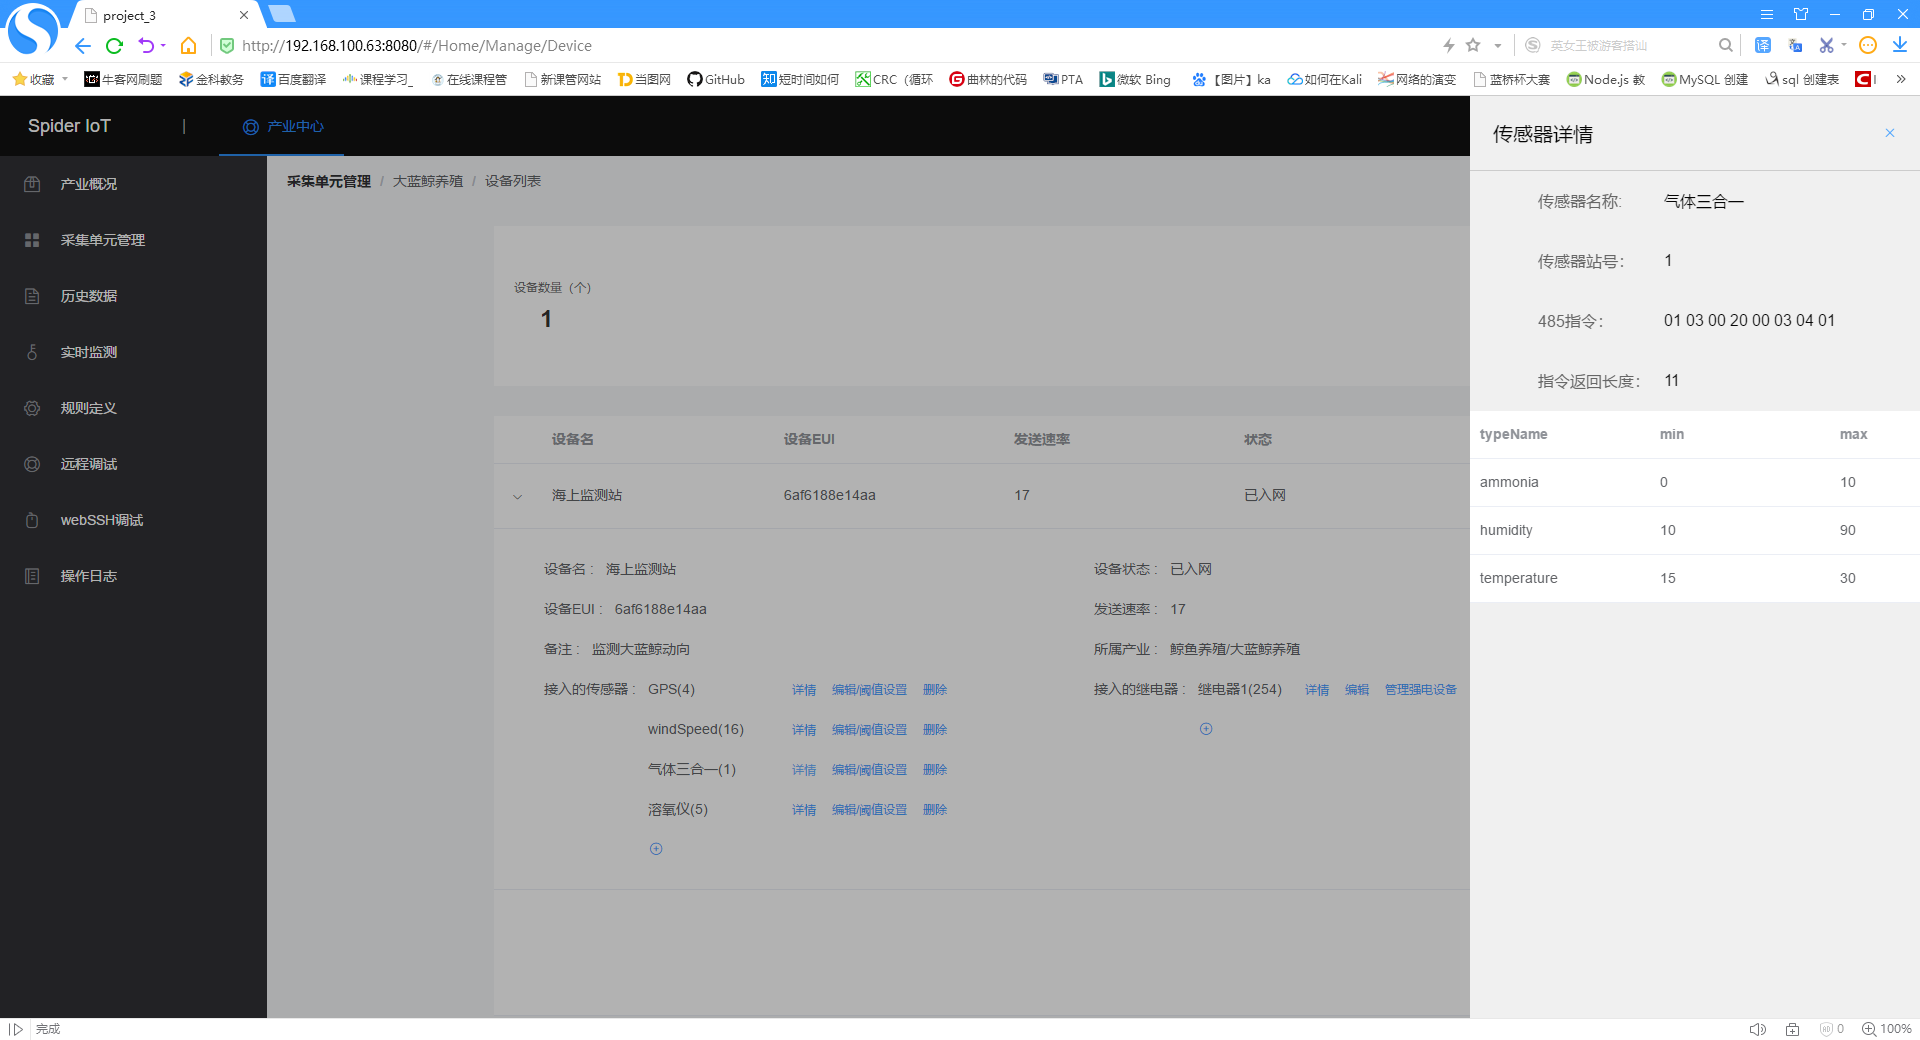 project_3
http://192.168.100.63:8080/#/Home/Manage/Device
英女王被游客搭讪
收藏 牛客网刷题 金科教务 百度翻译 课程学习_ 在线课程管 新课管网站 当图网 GitHub 短时间如何 CRC（循环 曲林的代码 PTA 微软 Bing 【图片】ka 如何在Kali 网络的演变 蓝桥杯大赛 Node.js 教 MySQL 创建 sql 创建表 I
Spider IoT | 产业中心
产业概况
采集单元管理
历史数据
实时监测
规则定义
远程调试
webSSH调试
操作日志
采集单元管理 / 大蓝鲸养殖 / 设备列表
设备数量（个）
1
设备名 设备EUI 发送速率 状态
海上监测站 6af6188e14aa 17 已入网
设备名： 海上监测站 设备状态： 已入网
设备EUI： 6af6188e14aa 发送速率： 17
备注： 监测大蓝鲸动向 所属产业： 鲸鱼养殖/大蓝鲸养殖
接入的传感器： GPS(4) 详情 编辑/阈值设置 删除 接入的继电器： 继电器1(254) 详情 编辑 管理强电设备
windSpeed(16) 详情 编辑/阈值设置 删除
气体三合一(1) 详情 编辑/阈值设置 删除
溶氧仪(5) 详情 编辑/阈值设置 删除
传感器详情
传感器名称: 气体三合一
传感器站号： 1
485指令： 01 03 00 20 00 03 04 01
指令返回长度： 11
typeName min max
ammonia 0 10
humidity 10 90
temperature 15 30
完成
0 100%